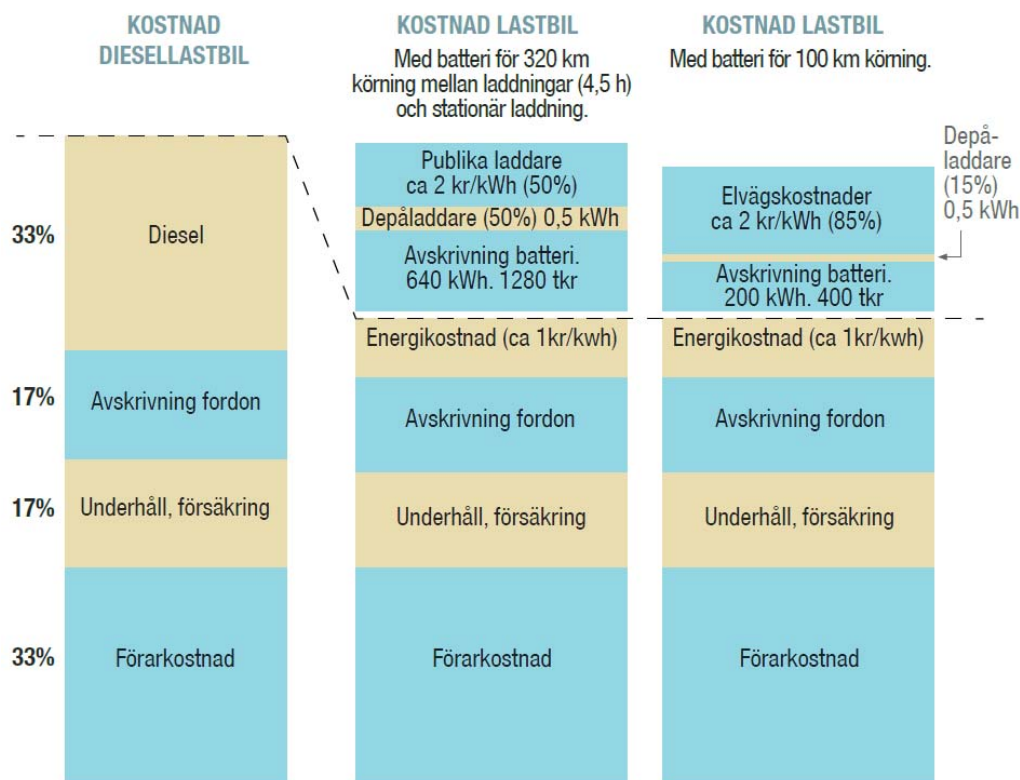 KOSTNAD
DIESELLASTBIL
33%
Diesel
17%
Avskrivning fordon
17%
Underhåll, försäkring
33%
Förarkostnad
KOSTNAD LASTBIL
Med batteri för 320 km
körning mellan laddningar (4,5 h)
och stationär laddning.
Publika laddare
ca 2 kr/kWh (50%)
Depåladdare (50%) 0,5 kWh
Avskrivning batteri.
640 kWh. 1280 tkr
Energikostnad (ca 1kr/kwh)
Avskrivning fordon
Underhåll, försäkring
Förarkostnad
KOSTNAD LASTBIL
Med batteri för 100 km körning.
Elvägskostnader
ca 2 kr/kWh (85%)
Depå-
laddare
(15%)
0,5 kWh
Avskrivning batteri.
200 kWh. 400 tkr
Energikostnad (ca 1kr/kwh)
Avskrivning fordon
Underhåll, försäkring
Förarkostnad